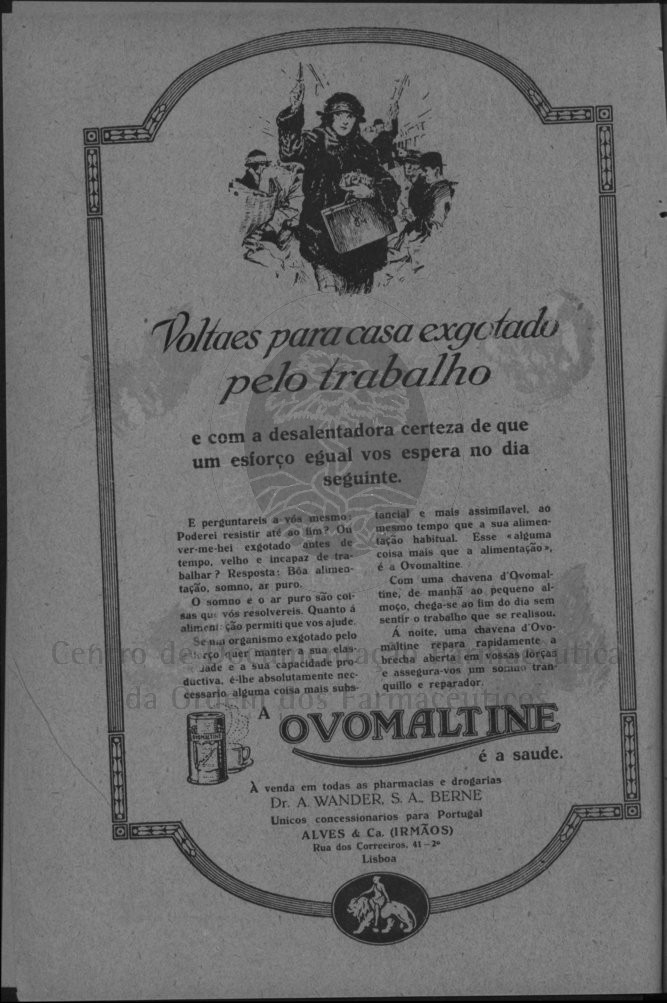 Voltaes para casa exgotado
pelo trabalho
e com a desalentadora certeza de que
um esforço egual vos espera no dia
seguinte.
E perguntareis a vós mesmo:
Poderei resistir até ao fim? Ou
ver-me-hei exgotado antes de
tempo, velho e incapaz de tra-
balhar? Resposta: Bôa alimen-
tação, somno, ar puro.
O somno e o ar puro são coi-
sas que vós resolvereis. Quanto á
alimentação permiti que vos ajude.
Se um organismo exgotado pelo
quer manter a sua elas-
e a sua capacidade pro-
ductiva, é-lhe absolutamente nec-
cessario alguma coisa mais subs-
tancial e mais assimilavel, ao
mesmo tempo que a sua alimen-
tação habitual. Esse «alguma
coisa mais que a alimentação»,
é a Ovomaltine.
Com uma chavena d'Ovomal-
tine, de manhã ao pequeno al-
moço, chega-se ao fim do dia sem
sentir o trabalho que se realisou.
Á noite, uma chavena d'Ovo-
maltine repara rapidamente a
brecha aberta em vossas forças
e assegura-vos um somno tran-
quillo e reparador.
A
OVOMALTINE
é a saude.
À venda em todas as pharmacias e drogarias
Dr. A. WANDER, S. A., BERNE
Unicos concessionarios para Portugal
ALVES & Ca. (IRMÃOS)
Rua dos Correeiros, 41-2º
Lisboa
da Ordem dos Farmacêuticos